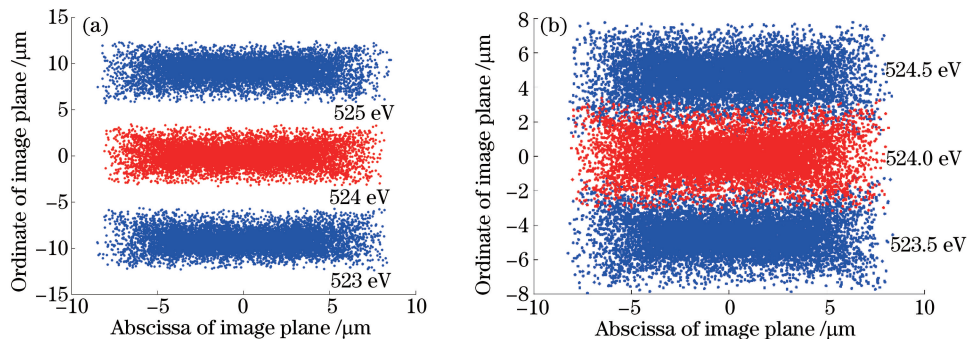 (a)
15
10
5
0
−5
−10
−15
525 eV
524 eV
523 eV
−10
−5
0
5
10
Ordinate of image plane /μm
Abscissa of image plane /μm
(b)
8
6
4
2
0
−2
−4
−6
−8
524.5 eV
524.0 eV
523.5 eV
−10
−5
0
5
10
Ordinate of image plane /μm
Abscissa of image plane /μm